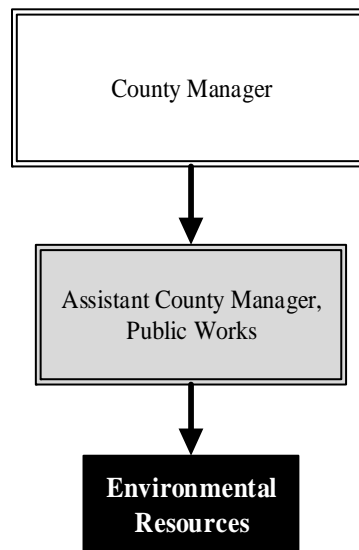 County Manager
Assistant County Manager,
Public Works
Environmental
Resources